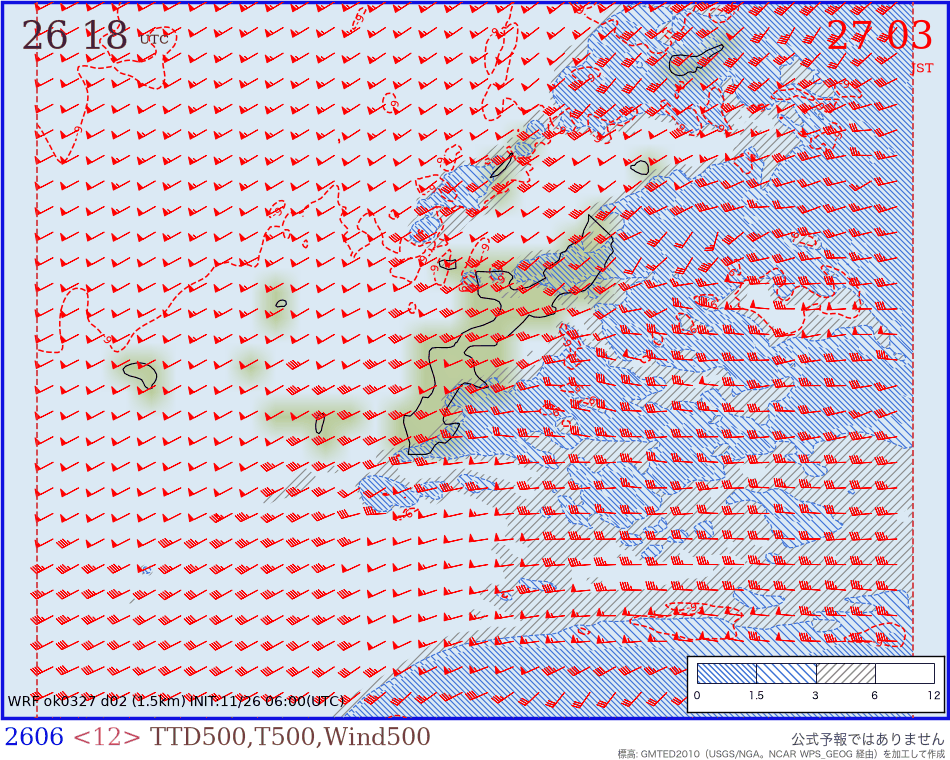 26 18 UTC
27 03
JST
WRF ok0327 d02 (1.5km) INIT:11/26 06:00(UTC)
0 1.5 3 6 12
2606 <12> TTD500,T500,Wind500
公式予報ではありません
標高: GMTED2010（USGS/NGA。NCAR WPS_GEOG 経由）を加工して作成